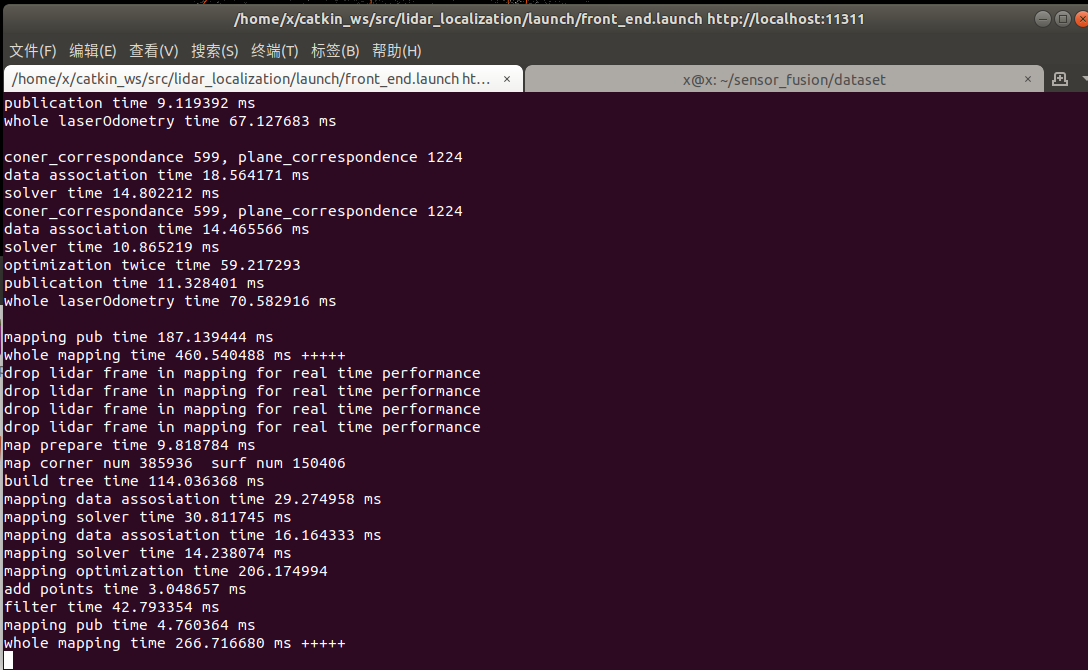 /home/x/catkin_ws/src/lidar_localization/launch/front_end.launch http://localhost:11311
文件(F) 编辑(E) 查看(V) 搜索(S) 终端(T) 标签(B) 帮助(H)
/home/x/catkin_ws/src/lidar_localization/launch/front_end.launch ht... × x@x: ~/sensor_fusion/dataset ×
publication time 9.119392 ms
whole laserOdometry time 67.127683 ms
coner_correspondance 599, plane_correspondence 1224
data association time 18.564171 ms
solver time 14.802212 ms
coner_correspondance 599, plane_correspondence 1224
data association time 14.465566 ms
solver time 10.865219 ms
optimization twice time 59.217293
publication time 11.328401 ms
whole laserOdometry time 70.582916 ms
mapping pub time 187.139444 ms
whole mapping time 460.540488 ms +++++
drop lidar frame in mapping for real time performance
drop lidar frame in mapping for real time performance
drop lidar frame in mapping for real time performance
drop lidar frame in mapping for real time performance
map prepare time 9.818784 ms
map corner num 385936  surf num 150406
build tree time 114.036368 ms
mapping data assosiation time 29.274958 ms
mapping solver time 30.811745 ms
mapping data assosiation time 16.164333 ms
mapping solver time 14.238074 ms
mapping optimization time 206.174994
add points time 3.048657 ms
filter time 42.793354 ms
mapping pub time 4.760364 ms
whole mapping time 266.716680 ms +++++